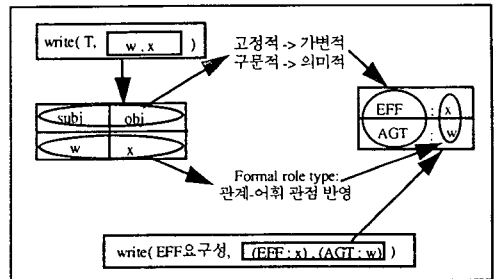 write( T, w , x )
고정적 -> 가변적
구문적 -> 의미적
subj obj
w x
EFF : x
AGT : w
Formal role type:
관계-어휘 관점 반영
write( EFF요구성, (EFF : x), (AGT : w) )